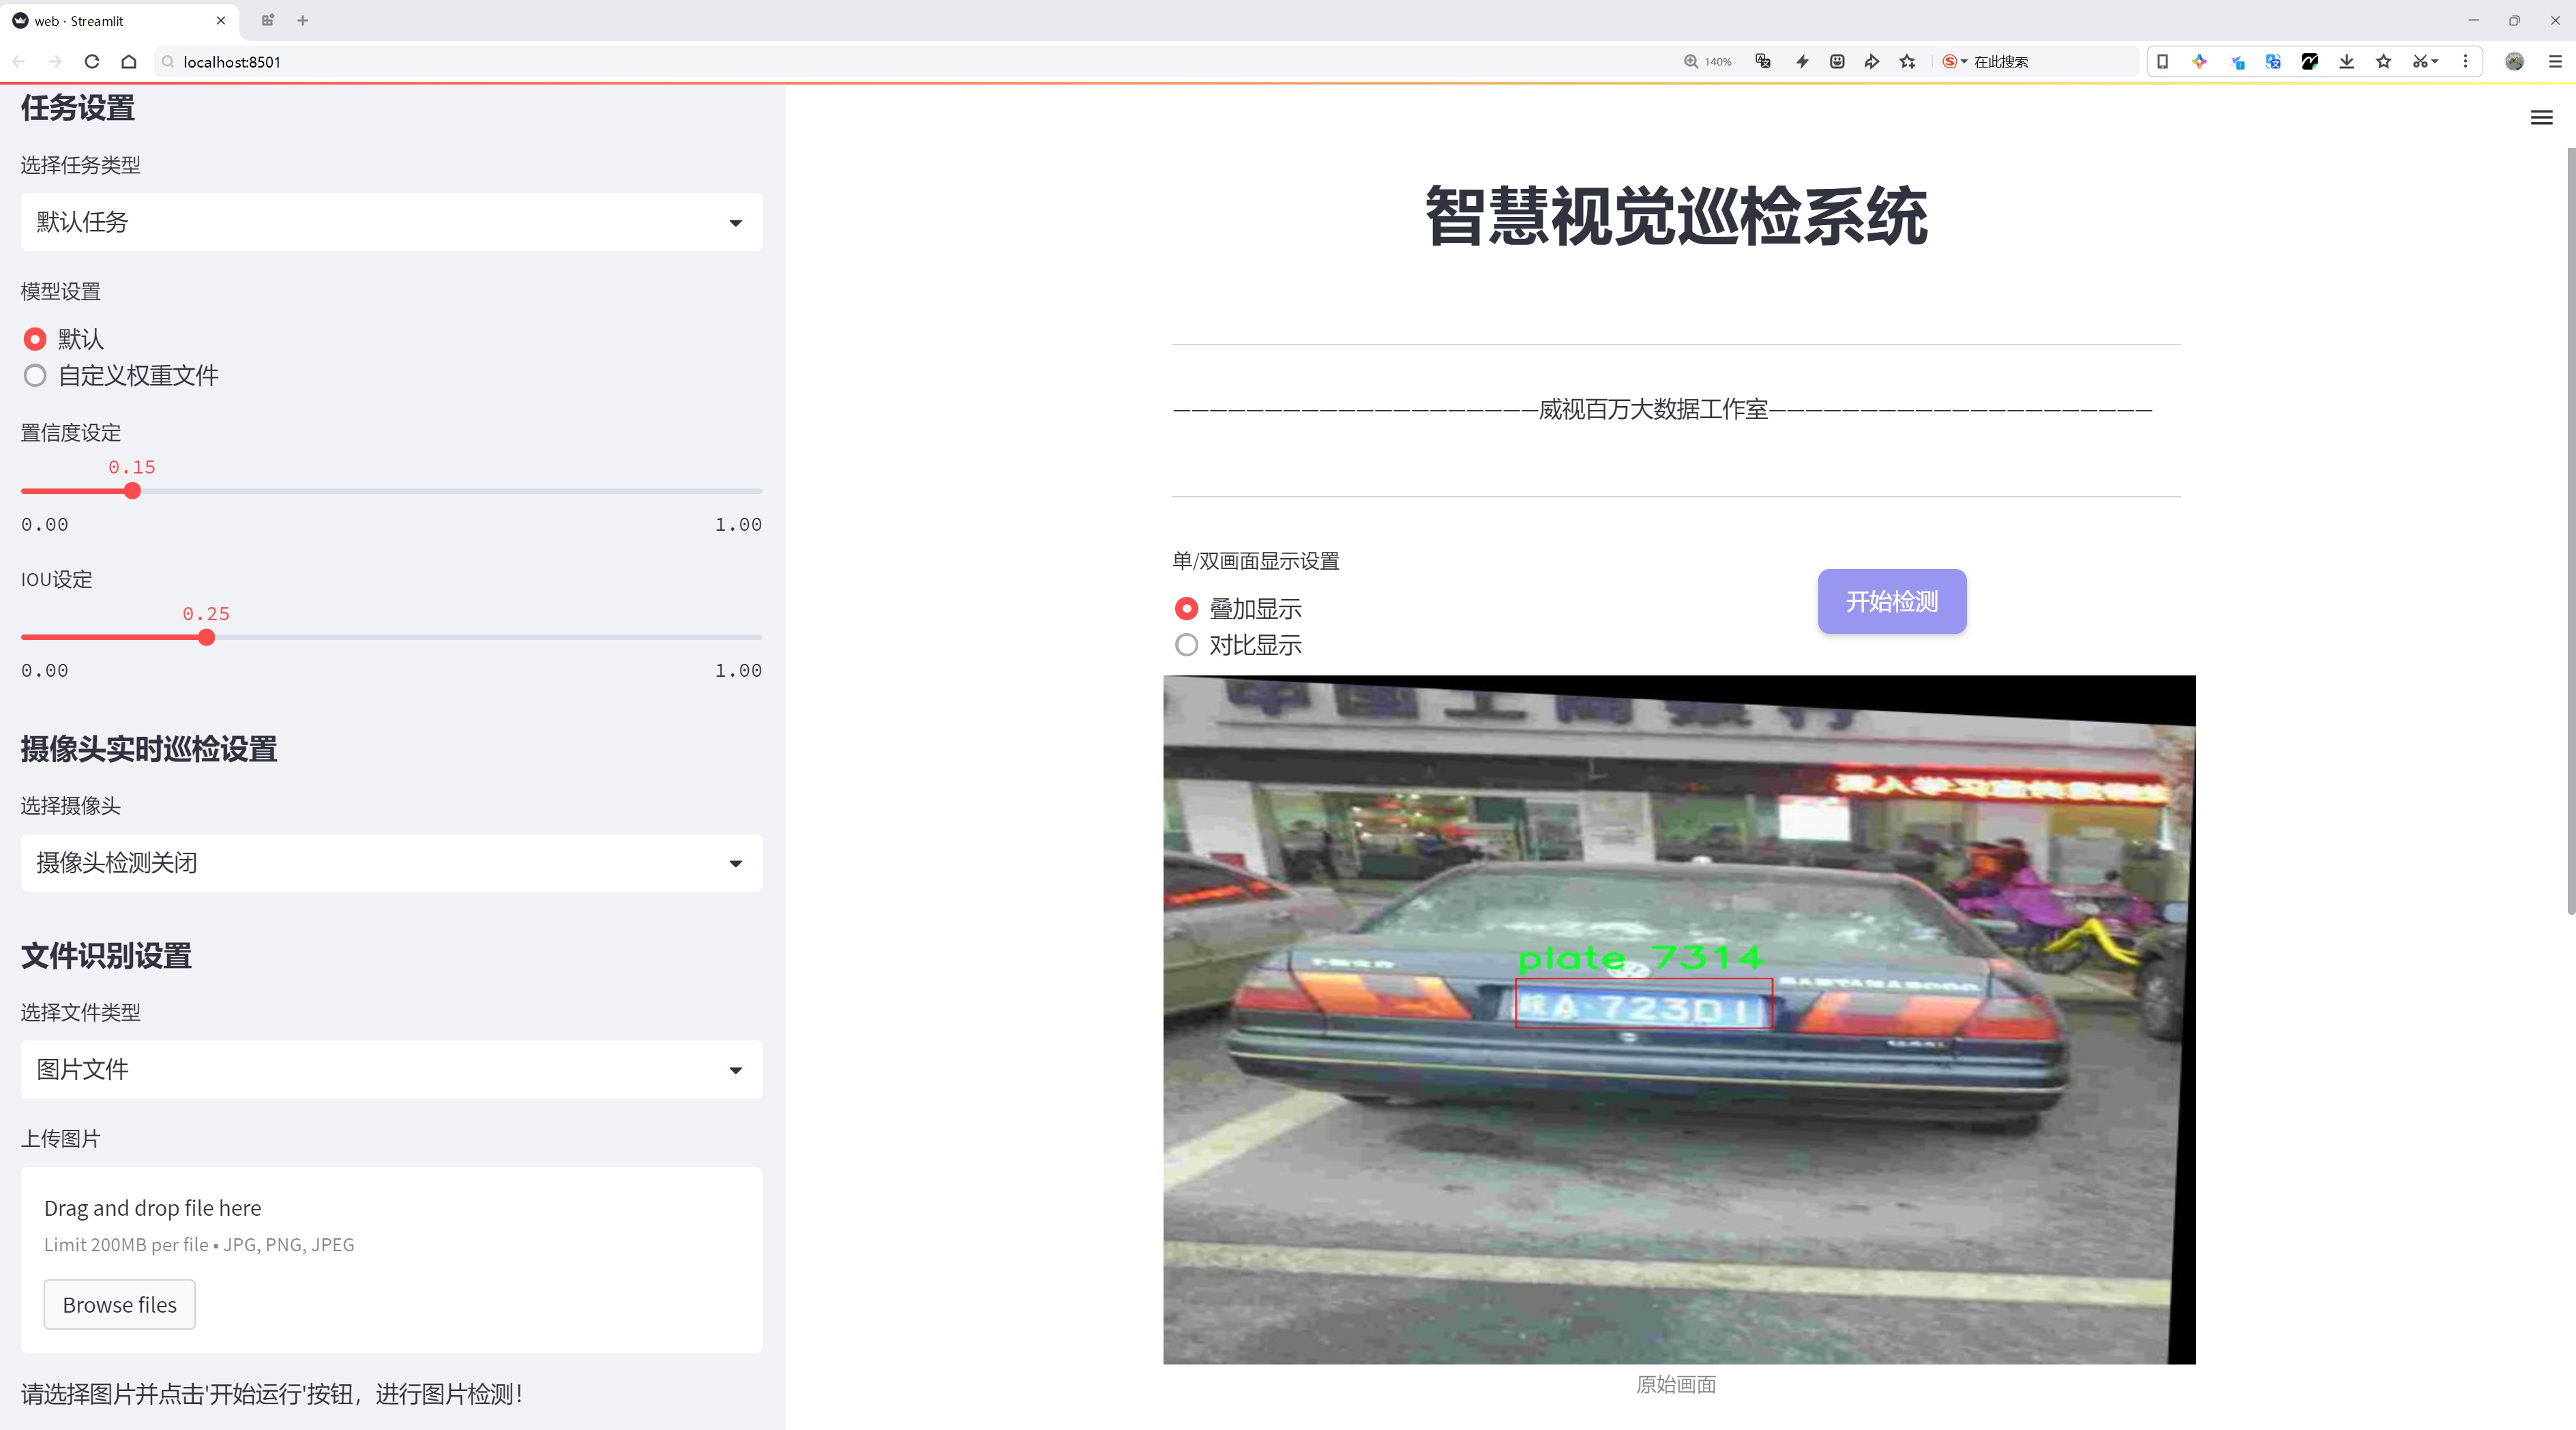 web · Streamlit
localhost:8501
140%
在此搜索
任务设置
选择任务类型
默认任务
模型设置
默认
自定义权重文件
置信度设定
0.15
0.00 1.00
IOU设定
0.25
0.00 1.00
摄像头实时巡检设置
选择摄像头
摄像头检测关闭
文件识别设置
选择文件类型
图片文件
上传图片
Drag and drop file here
Limit 200MB per file • JPG, PNG, JPEG
Browse files
请选择图片并点击'开始运行'按钮，进行图片检测！
智慧视觉巡检系统
————————————————————威视百万大数据工作室—————————————————————
单/双画面显示设置
叠加显示
对比显示
开始检测
中国工商银行
plate 7314
皖A·723D1
原始画面